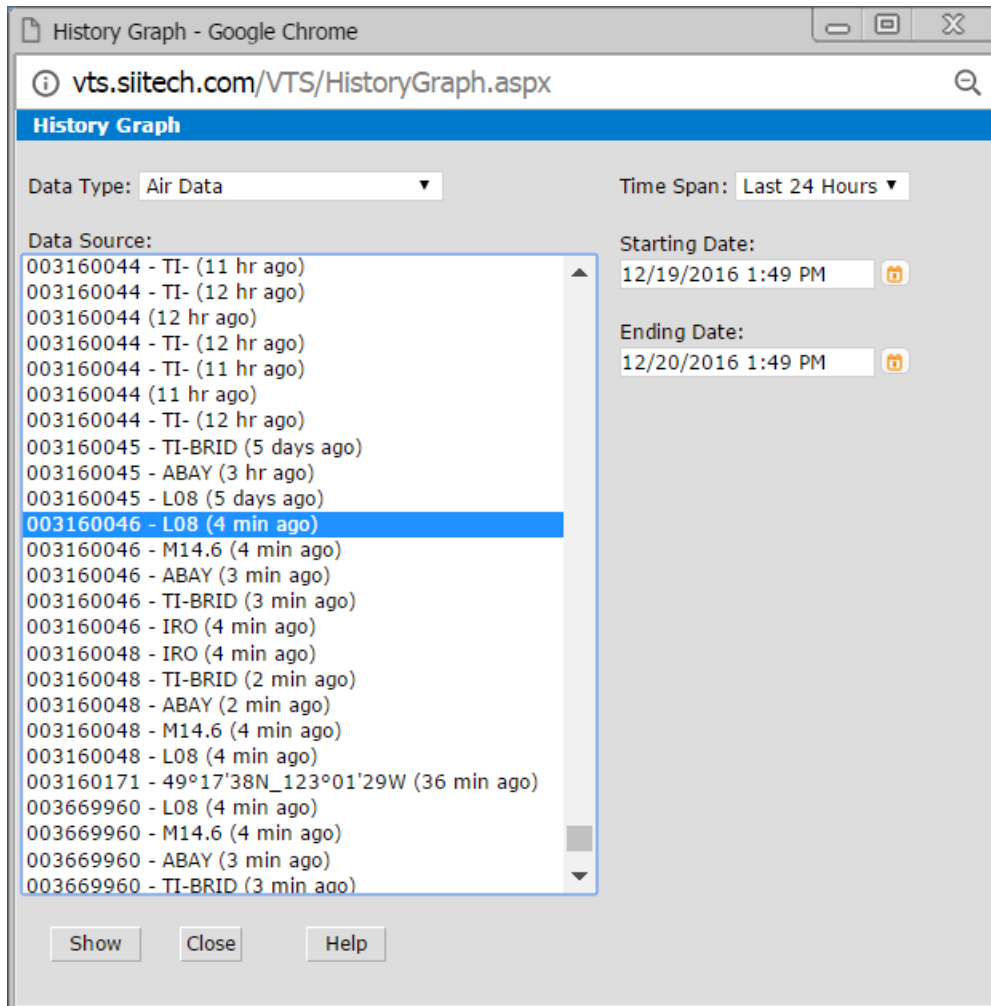 History Graph - Google Chrome
vts.siitech.com/VTS/HistoryGraph.aspx
History Graph
Data Type: Air Data
Time Span: Last 24 Hours
Data Source:
003160044 - TI- (11 hr ago)
003160044 - TI- (12 hr ago)
003160044 (12 hr ago)
003160044 - TI- (12 hr ago)
003160044 - TI- (11 hr ago)
003160044 (11 hr ago)
003160044 - TI- (12 hr ago)
003160045 - TI-BRID (5 days ago)
003160045 - ABAY (3 hr ago)
003160045 - L08 (5 days ago)
003160046 - L08 (4 min ago)
003160046 - M14.6 (4 min ago)
003160046 - ABAY (3 min ago)
003160046 - TI-BRID (3 min ago)
003160046 - IRO (4 min ago)
003160048 - IRO (4 min ago)
003160048 - TI-BRID (2 min ago)
003160048 - ABAY (2 min ago)
003160048 - M14.6 (4 min ago)
003160048 - L08 (4 min ago)
003160171 - 49°17'38N_123°01'29W (36 min ago)
003669960 - L08 (4 min ago)
003669960 - M14.6 (4 min ago)
003669960 - ABAY (3 min ago)
003669960 - TI-BRID (3 min ago)
Starting Date:
12/19/2016 1:49 PM
Ending Date:
12/20/2016 1:49 PM
Show Close Help